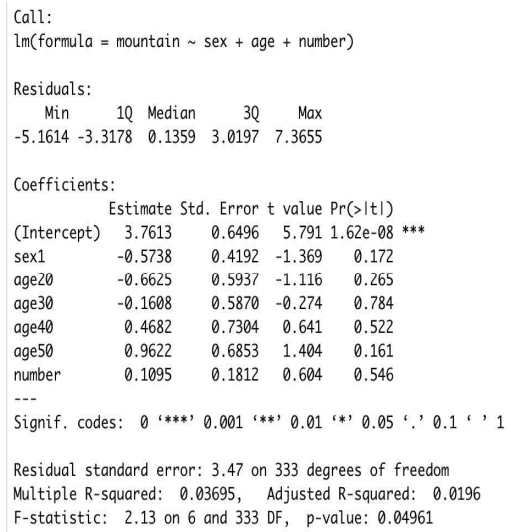 Call:
lm(formula = mountain ~ sex + age + number)
Residuals:
    Min      1Q  Median      3Q     Max
-5.1614 -3.3178  0.1359  3.0197  7.3655
Coefficients:
            Estimate Std. Error t value Pr(>|t|)
(Intercept)   3.7613     0.6496   5.791 1.62e-08 ***
sex1         -0.5738     0.4192  -1.369    0.172
age20        -0.6625     0.5937  -1.116    0.265
age30        -0.1608     0.5870  -0.274    0.784
age40         0.4682     0.7304   0.641    0.522
age50         0.9622     0.6853   1.404    0.161
number        0.1095     0.1812   0.604    0.546
---
Signif. codes:  0 ‘***’ 0.001 ‘**’ 0.01 ‘*’ 0.05 ‘.’ 0.1 ‘ ’ 1
Residual standard error: 3.47 on 333 degrees of freedom
Multiple R-squared:  0.03695,   Adjusted R-squared:  0.0196
F-statistic:  2.13 on 6 and 333 DF,  p-value: 0.04961